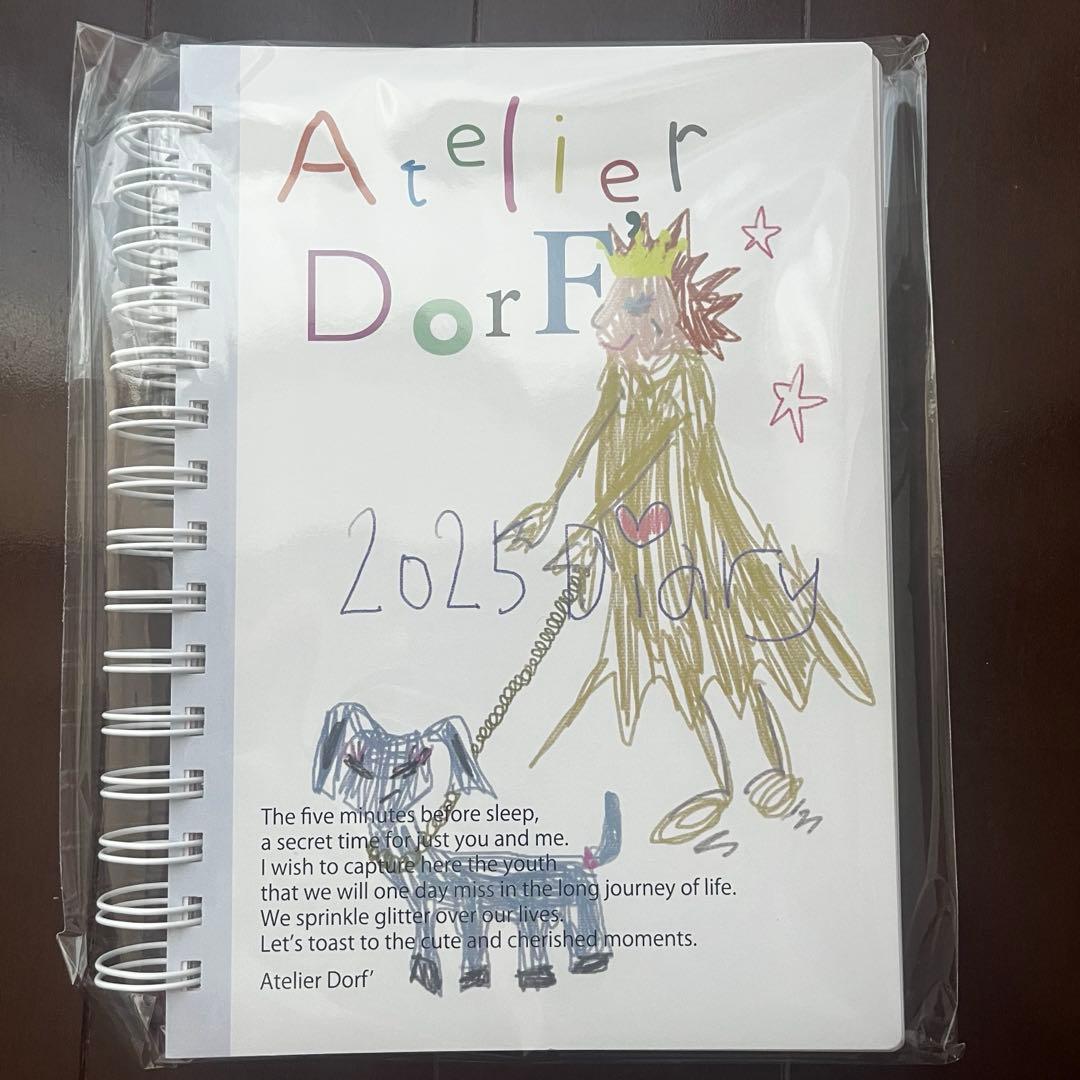 Atelier
DorF'
2025 Diary
The five minutes before sleep,
a secret time for just you and me.
I wish to capture here the youth
that we will one day miss in the long journey of life.
We sprinkle glitter over our lives.
Let's toast to the cute and cherished moments.
Atelier Dorf'